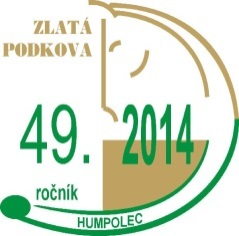 ZLATÁ
PODKOVA
49. 2014
ročník
HUMPOLEC